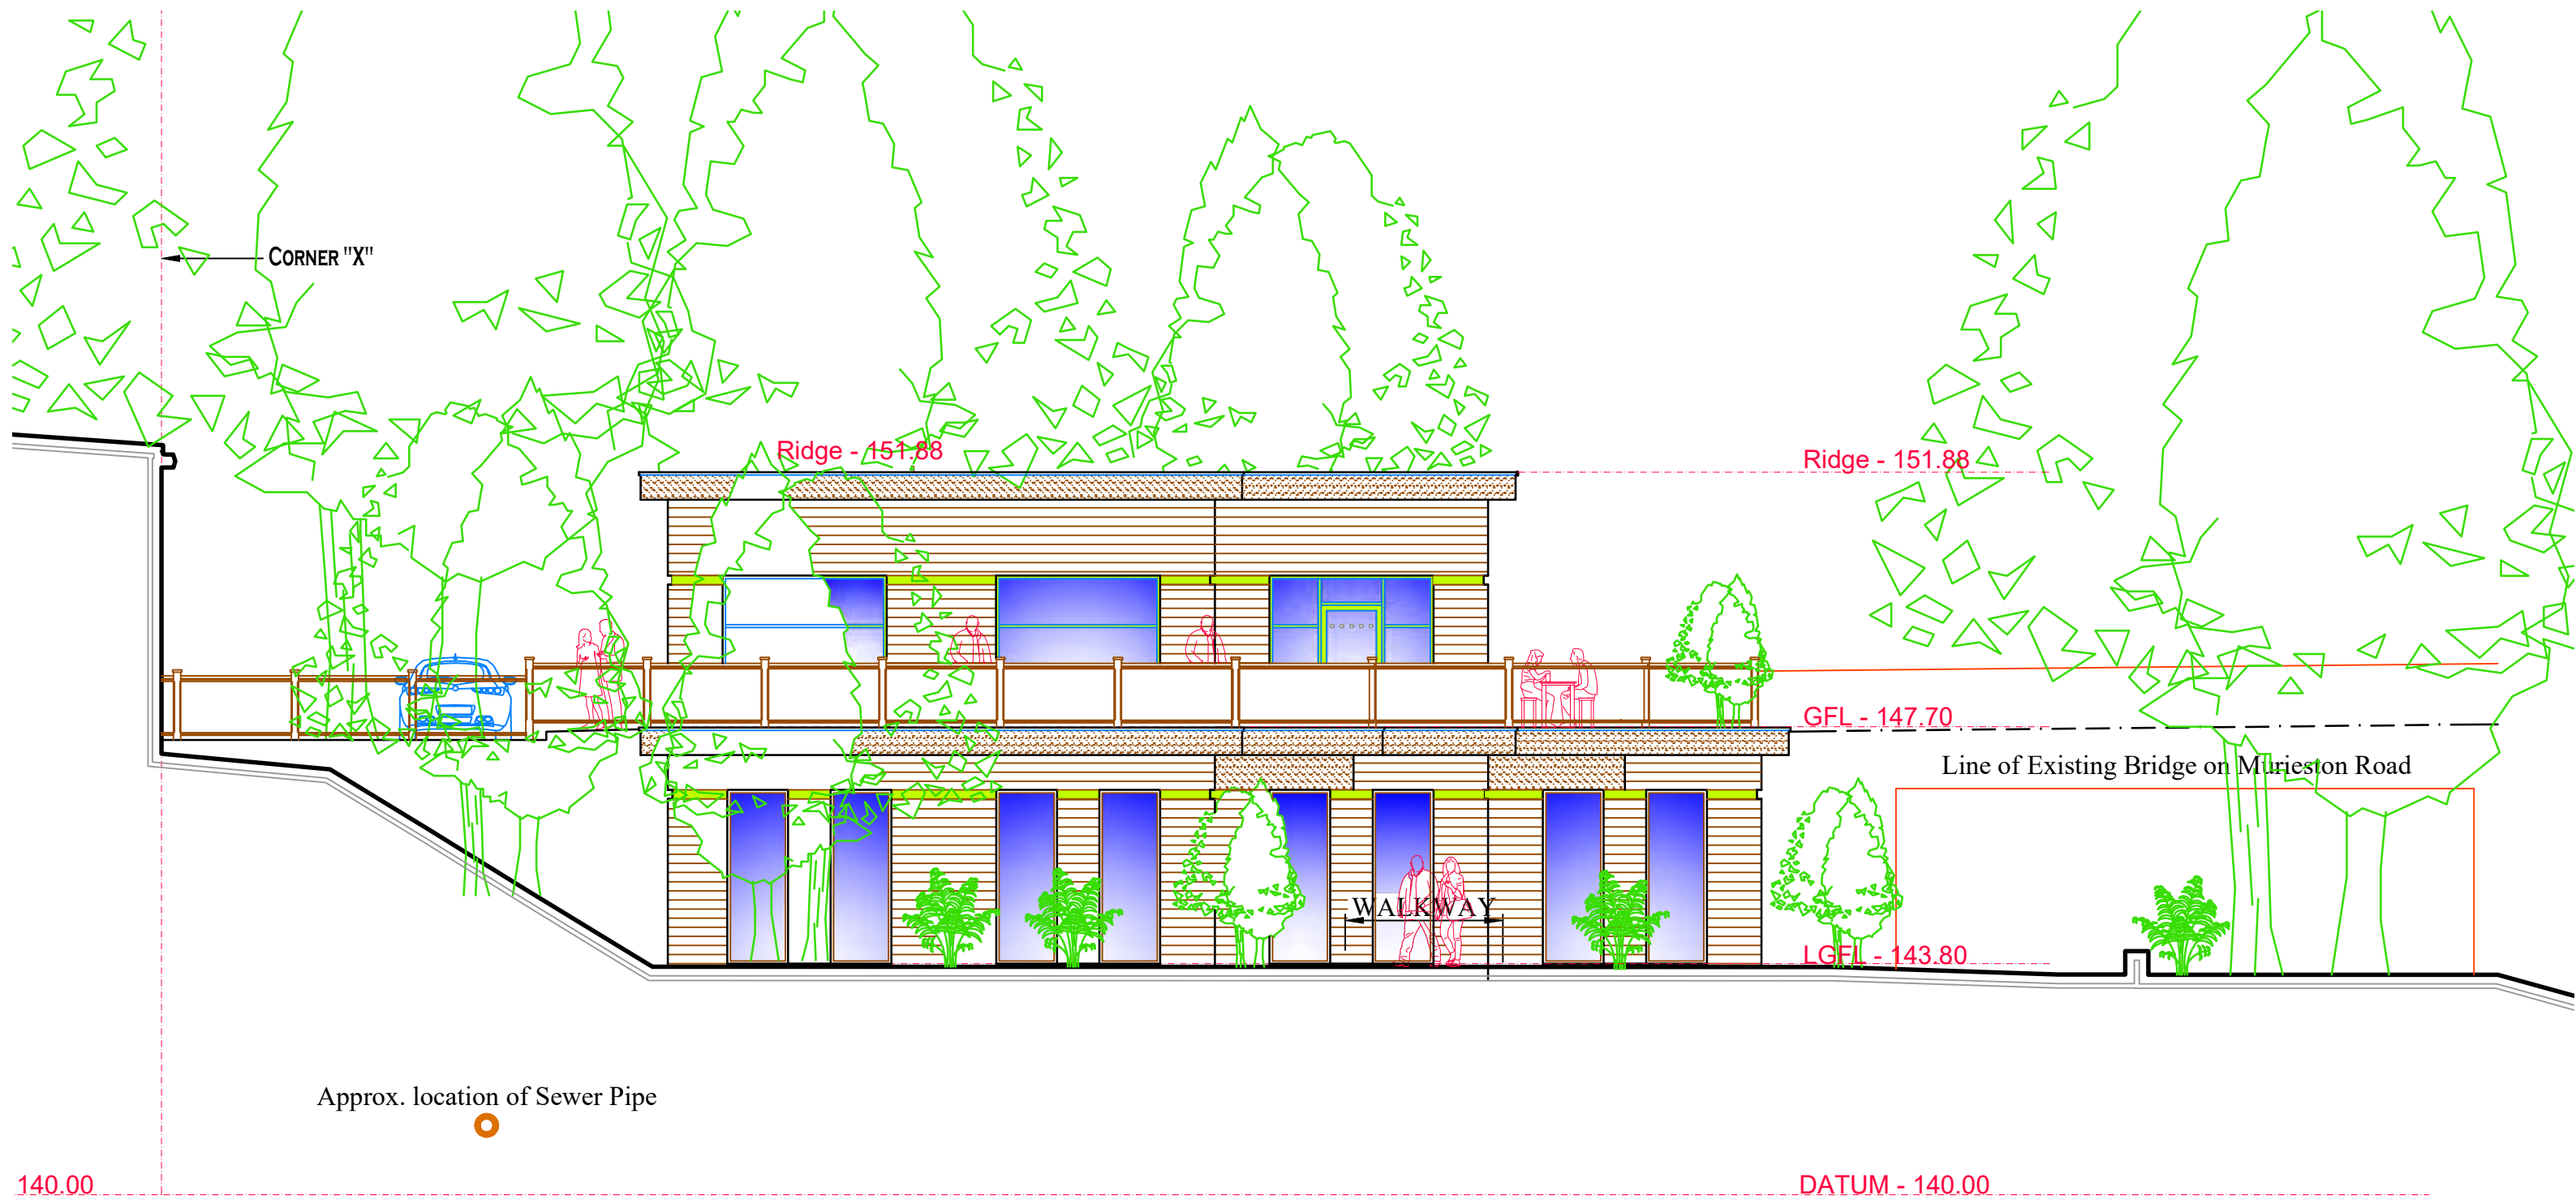 CORNER "X"
Ridge - 151.88
Ridge - 151.88
GFL - 147.70
Line of Existing Bridge on Murieston Road
WALKWAY
LGFL - 143.80
Approx. location of Sewer Pipe
140.00
DATUM - 140.00